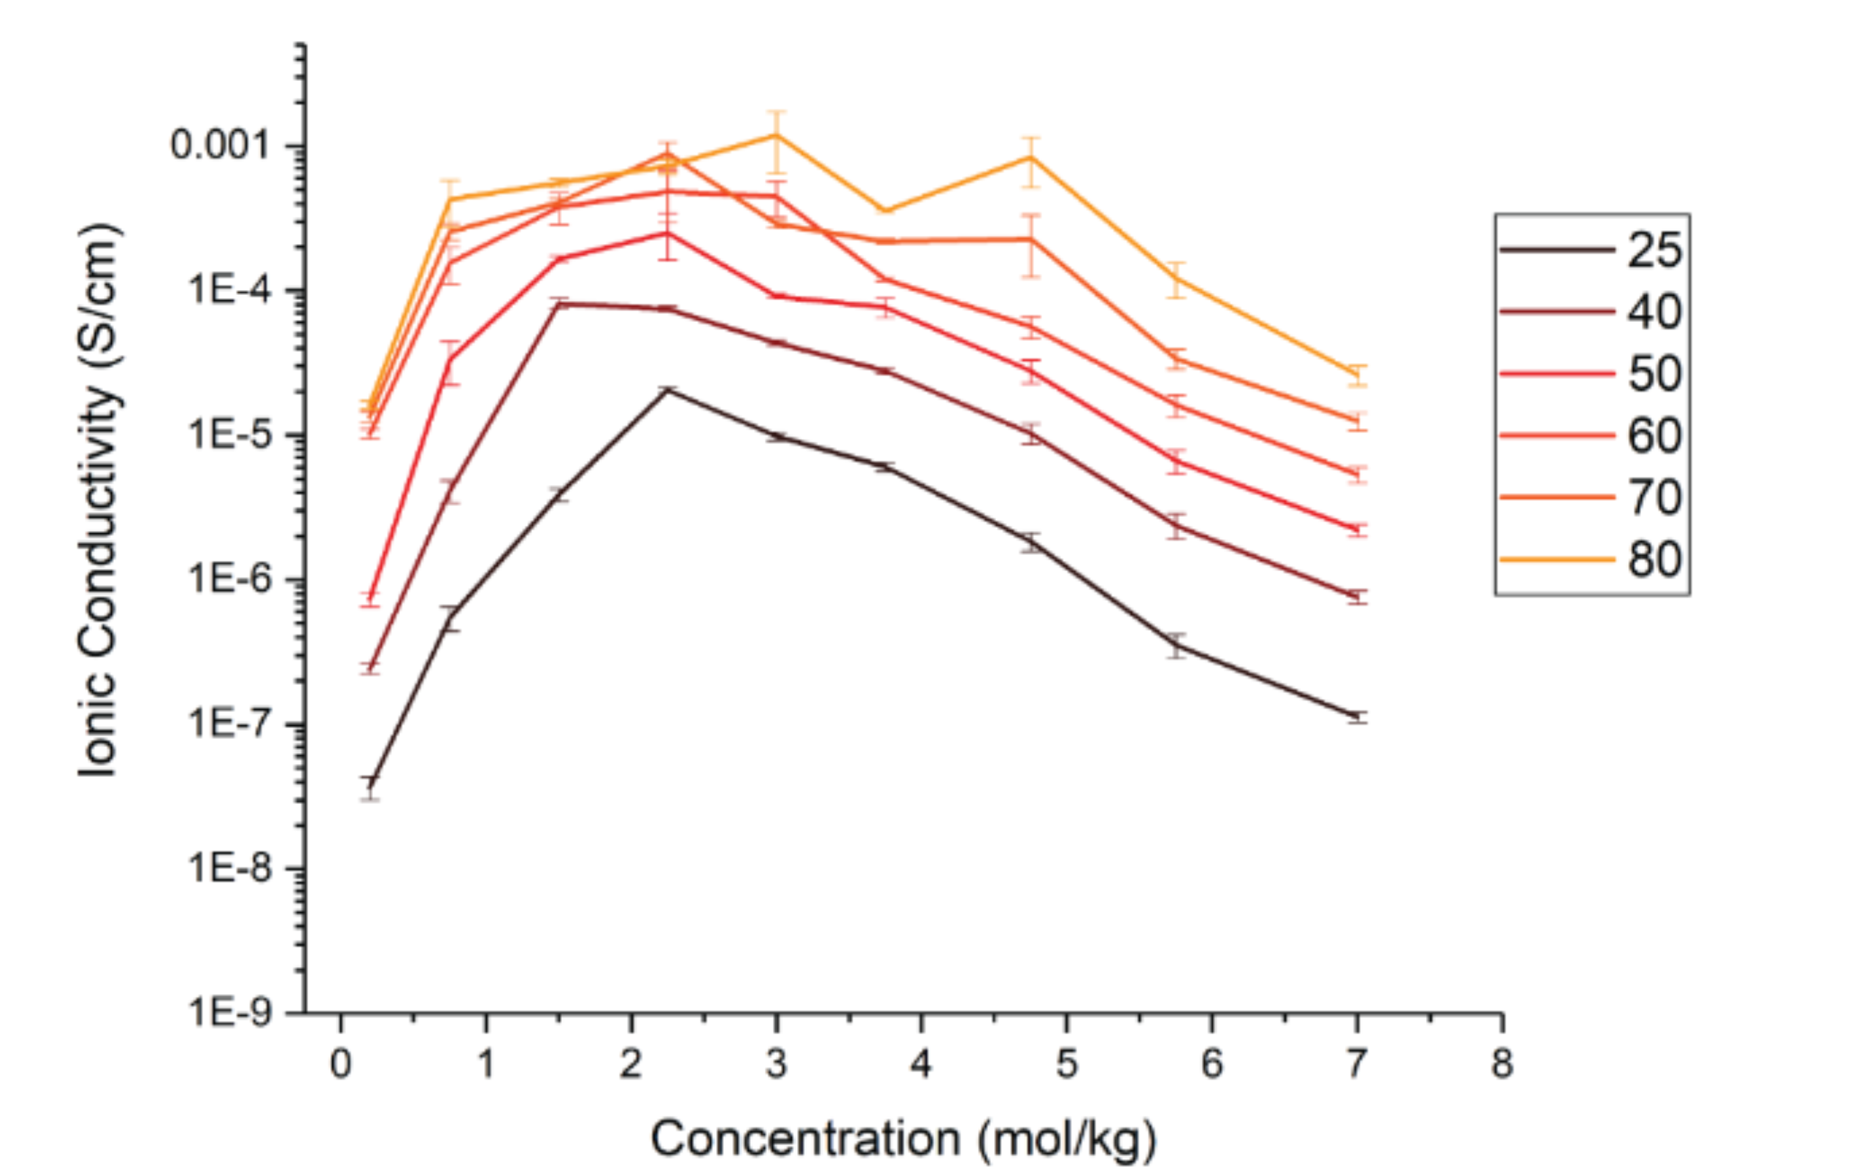 Ionic Conductivity (S/cm)
0.001
1E-4
1E-5
1E-6
1E-7
1E-8
1E-9
0 1 2 3 4 5 6 7 8
Concentration (mol/kg)
25
40
50
60
70
80